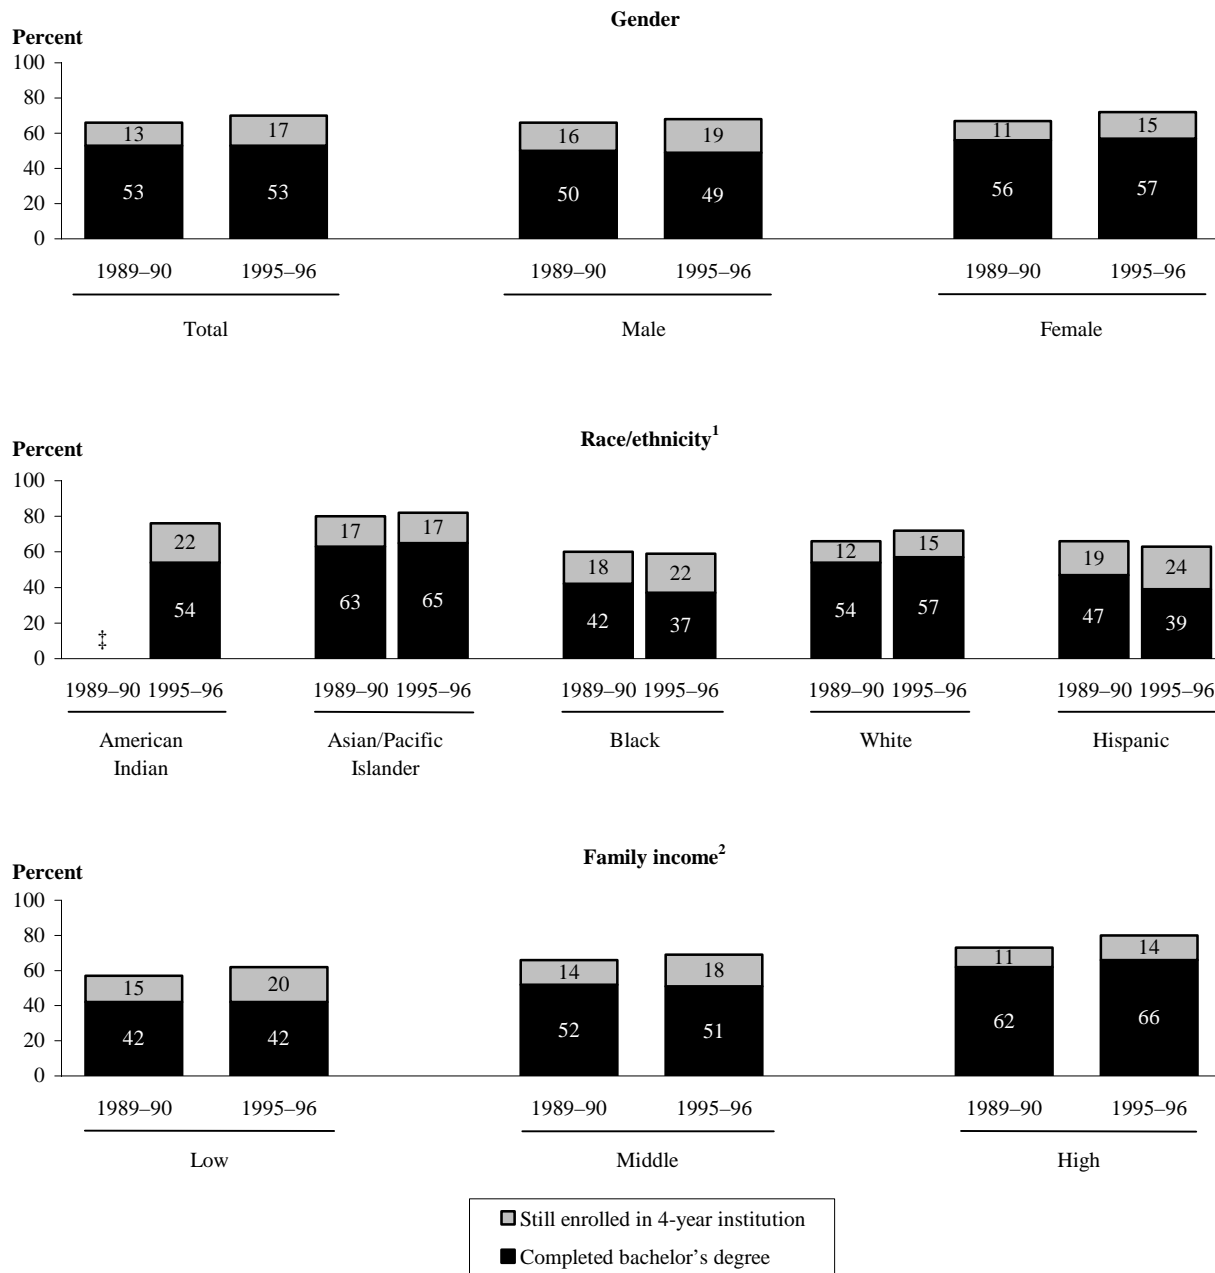 Gender
Percent
100
80
60
40
20
0
13 17 16 19 11 15
53 53 50 49 56 57
1989–90 1995–96 1989–90 1995–96 1989–90 1995–96
Total Male Female
Race/ethnicity1
Percent
100
80
60
40
20
0
22 17 17 18 22 12 15 19 24
‡ 54 63 65 42 37 54 57 47 39
1989–90 1995–96 1989–90 1995–96 1989–90 1995–96 1989–90 1995–96 1989–90 1995–96
American Asian/Pacific Black White Hispanic
Indian Islander
Family income2
Percent
100
80
60
40
20
0
15 20 14 18 11 14
42 42 52 51 62 66
1989–90 1995–96 1989–90 1995–96 1989–90 1995–96
Low Middle High
Still enrolled in 4-year institution
Completed bachelor’s degree